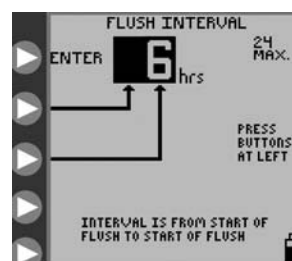 FLUSH INTERVAL
ENTER 6 hrs
24
MAX.
PRESS
BUTTONS
AT LEFT
INTERVAL IS FROM START OF
FLUSH TO START OF FLUSH